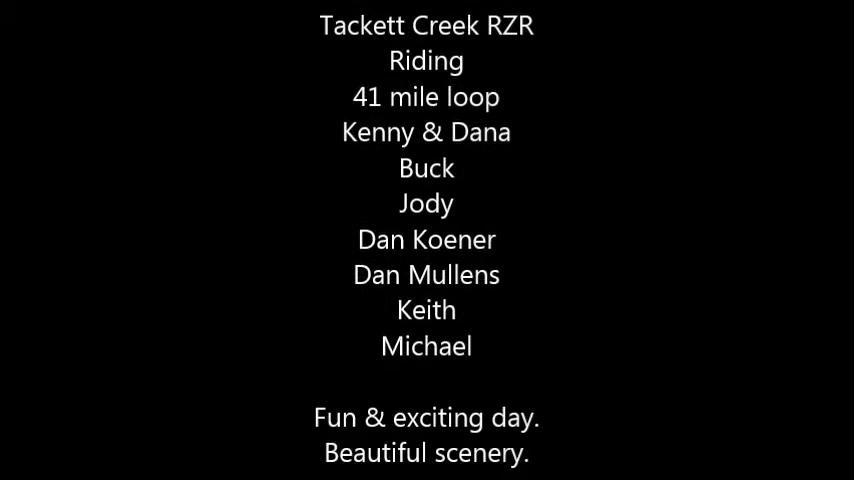 Tackett Creek RZR
Riding
41 mile loop
Kenny & Dana
Buck
Jody
Dan Koener
Dan Mullens
Keith
Michael
Fun & exciting day.
Beautiful scenery.